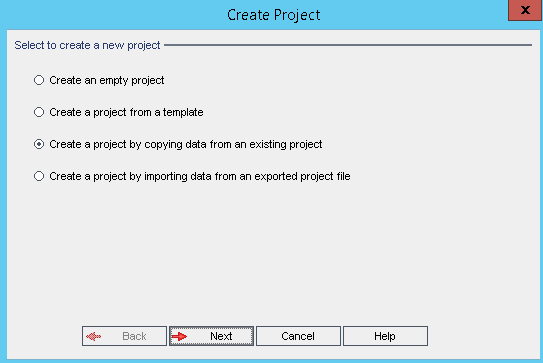 Create Project
x
Select to create a new project
Create an empty project
Create a project from a template
Create a project by copying data from an existing project
Create a project by importing data from an exported project file
Back Next Cancel Help